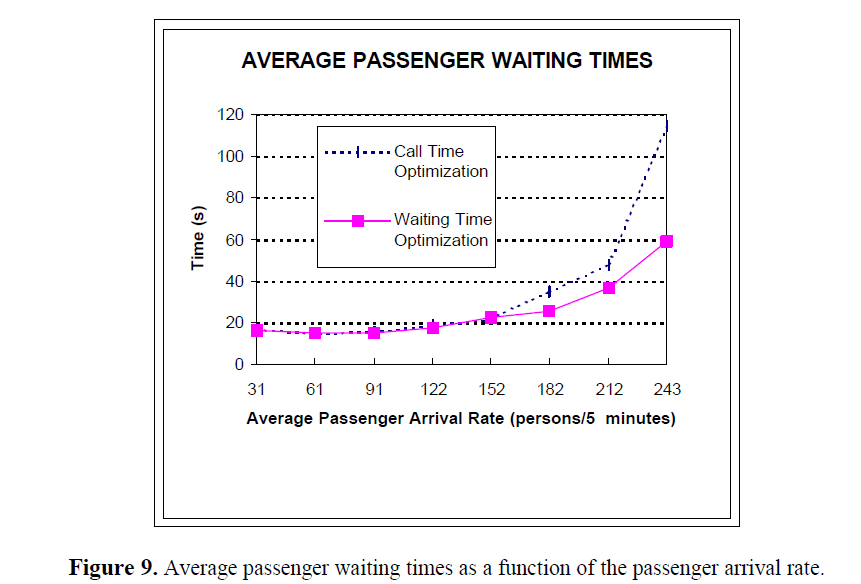 AVERAGE PASSENGER WAITING TIMES
120
100
80
60
40
20
0
Time (s)
Call Time
Optimization
Waiting Time
Optimization
31 61 91 122 152 182 212 243
Average Passenger Arrival Rate (persons/5 minutes)
Figure 9. Average passenger waiting times as a function of the passenger arrival rate.